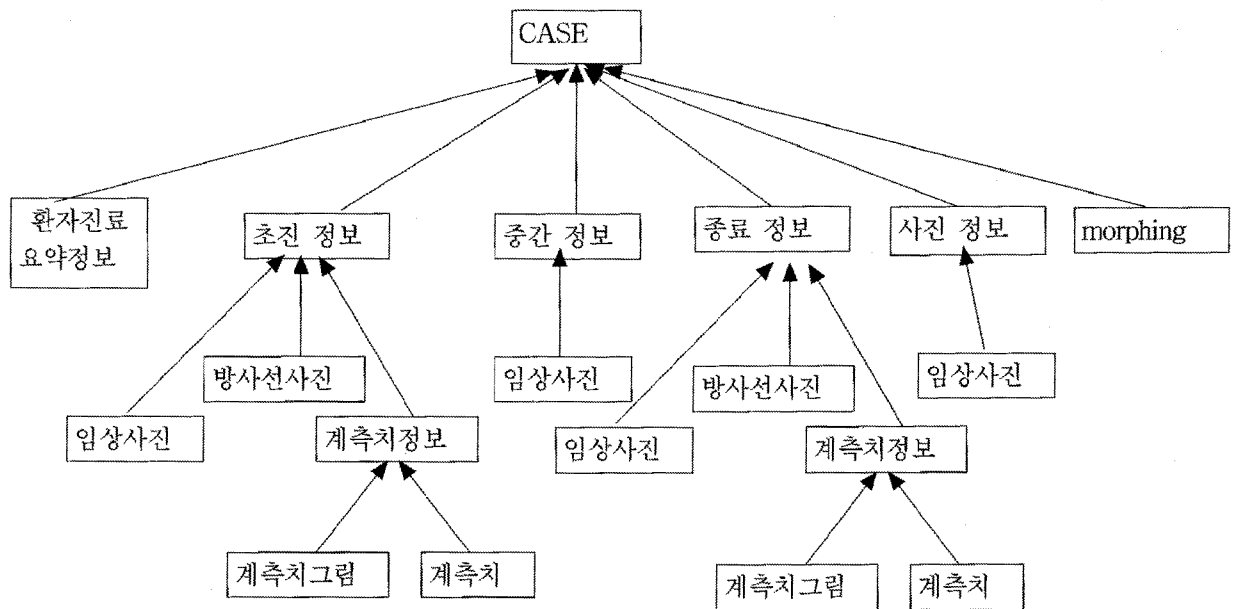 CASE
환자진료
요약정보
초진 정보
중간 정보
종료 정보
사진 정보
morphing
방사선사진
임상사진
방사선사진
임상사진
임상사진
계측치정보
임상사진
계측치정보
계측치그림
계측치
계측치그림
계측치